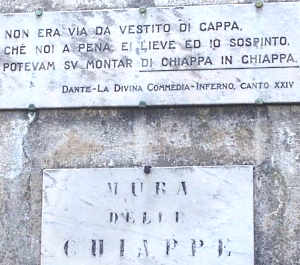 NON ERA VIA DA VESTITO DI CAPPA,
CHÈ NOI A PENA, EI LIEVE ED IO SOSPINTO,
POTEVAM SV MONTAR DI CHIAPPA IN CHIAPPA.
DANTE-LA DIVINA COMMEDIA-INFERNO, CANTO XXIV
MURA
DELLE
CHIAPPE